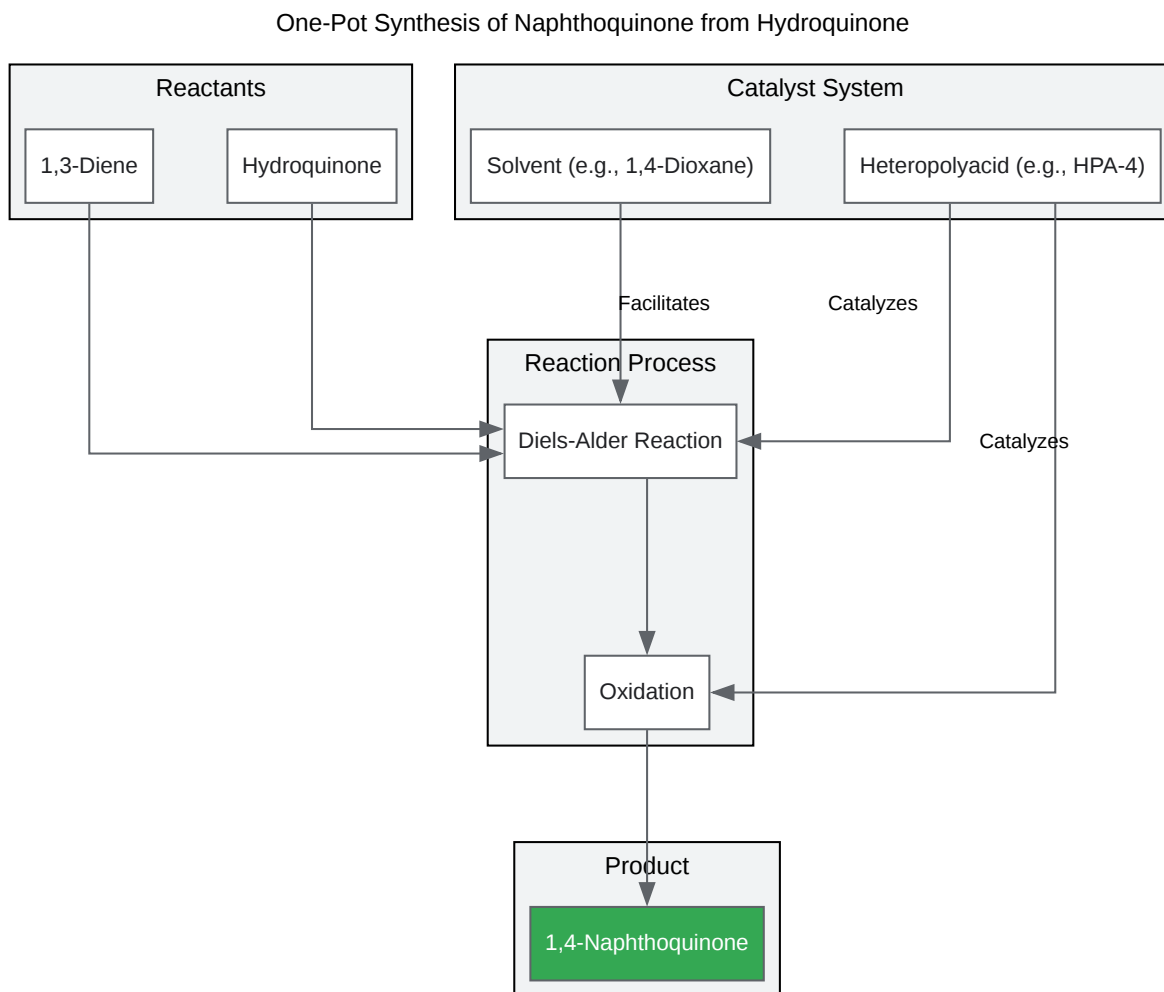 One-Pot Synthesis of Naphthoquinone from Hydroquinone
Reactants
Catalyst System
1,3-Diene
Hydroquinone
Solvent (e.g., 1,4-Dioxane)
Heteropolyacid (e.g., HPA-4)
Facilitates
Catalyzes
Reaction Process
Diels-Alder Reaction
Catalyzes
Oxidation
Product
1,4-Naphthoquinone